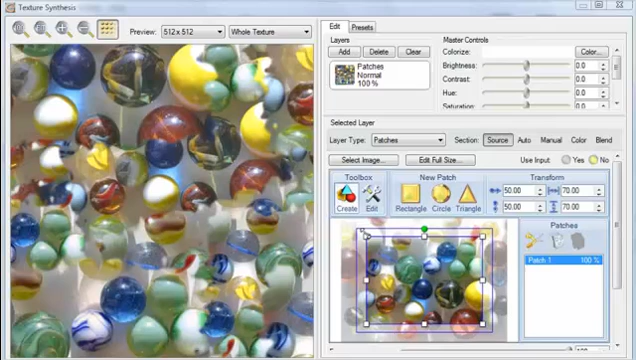 Texture Synthesis
Preview: 512 x 512 Whole Texture
Edit Presets
Layers
Add Delete Clear
Patches
Normal
100 %
Master Controls
Colorize: Color...
Brightness: 0.0
Contrast: 0.0
Hue: 0.0
Saturation: 0.0
Selected Layer
Layer Type: Patches Section: Source Auto Manual Color Blend
Select Image... Edit Full Size... Use Input Yes No
Toolbox New Patch Transform
Create Edit Rectangle Circle Triangle
50.00 70.00
50.00 70.00
Patches
Patch 1 100 %